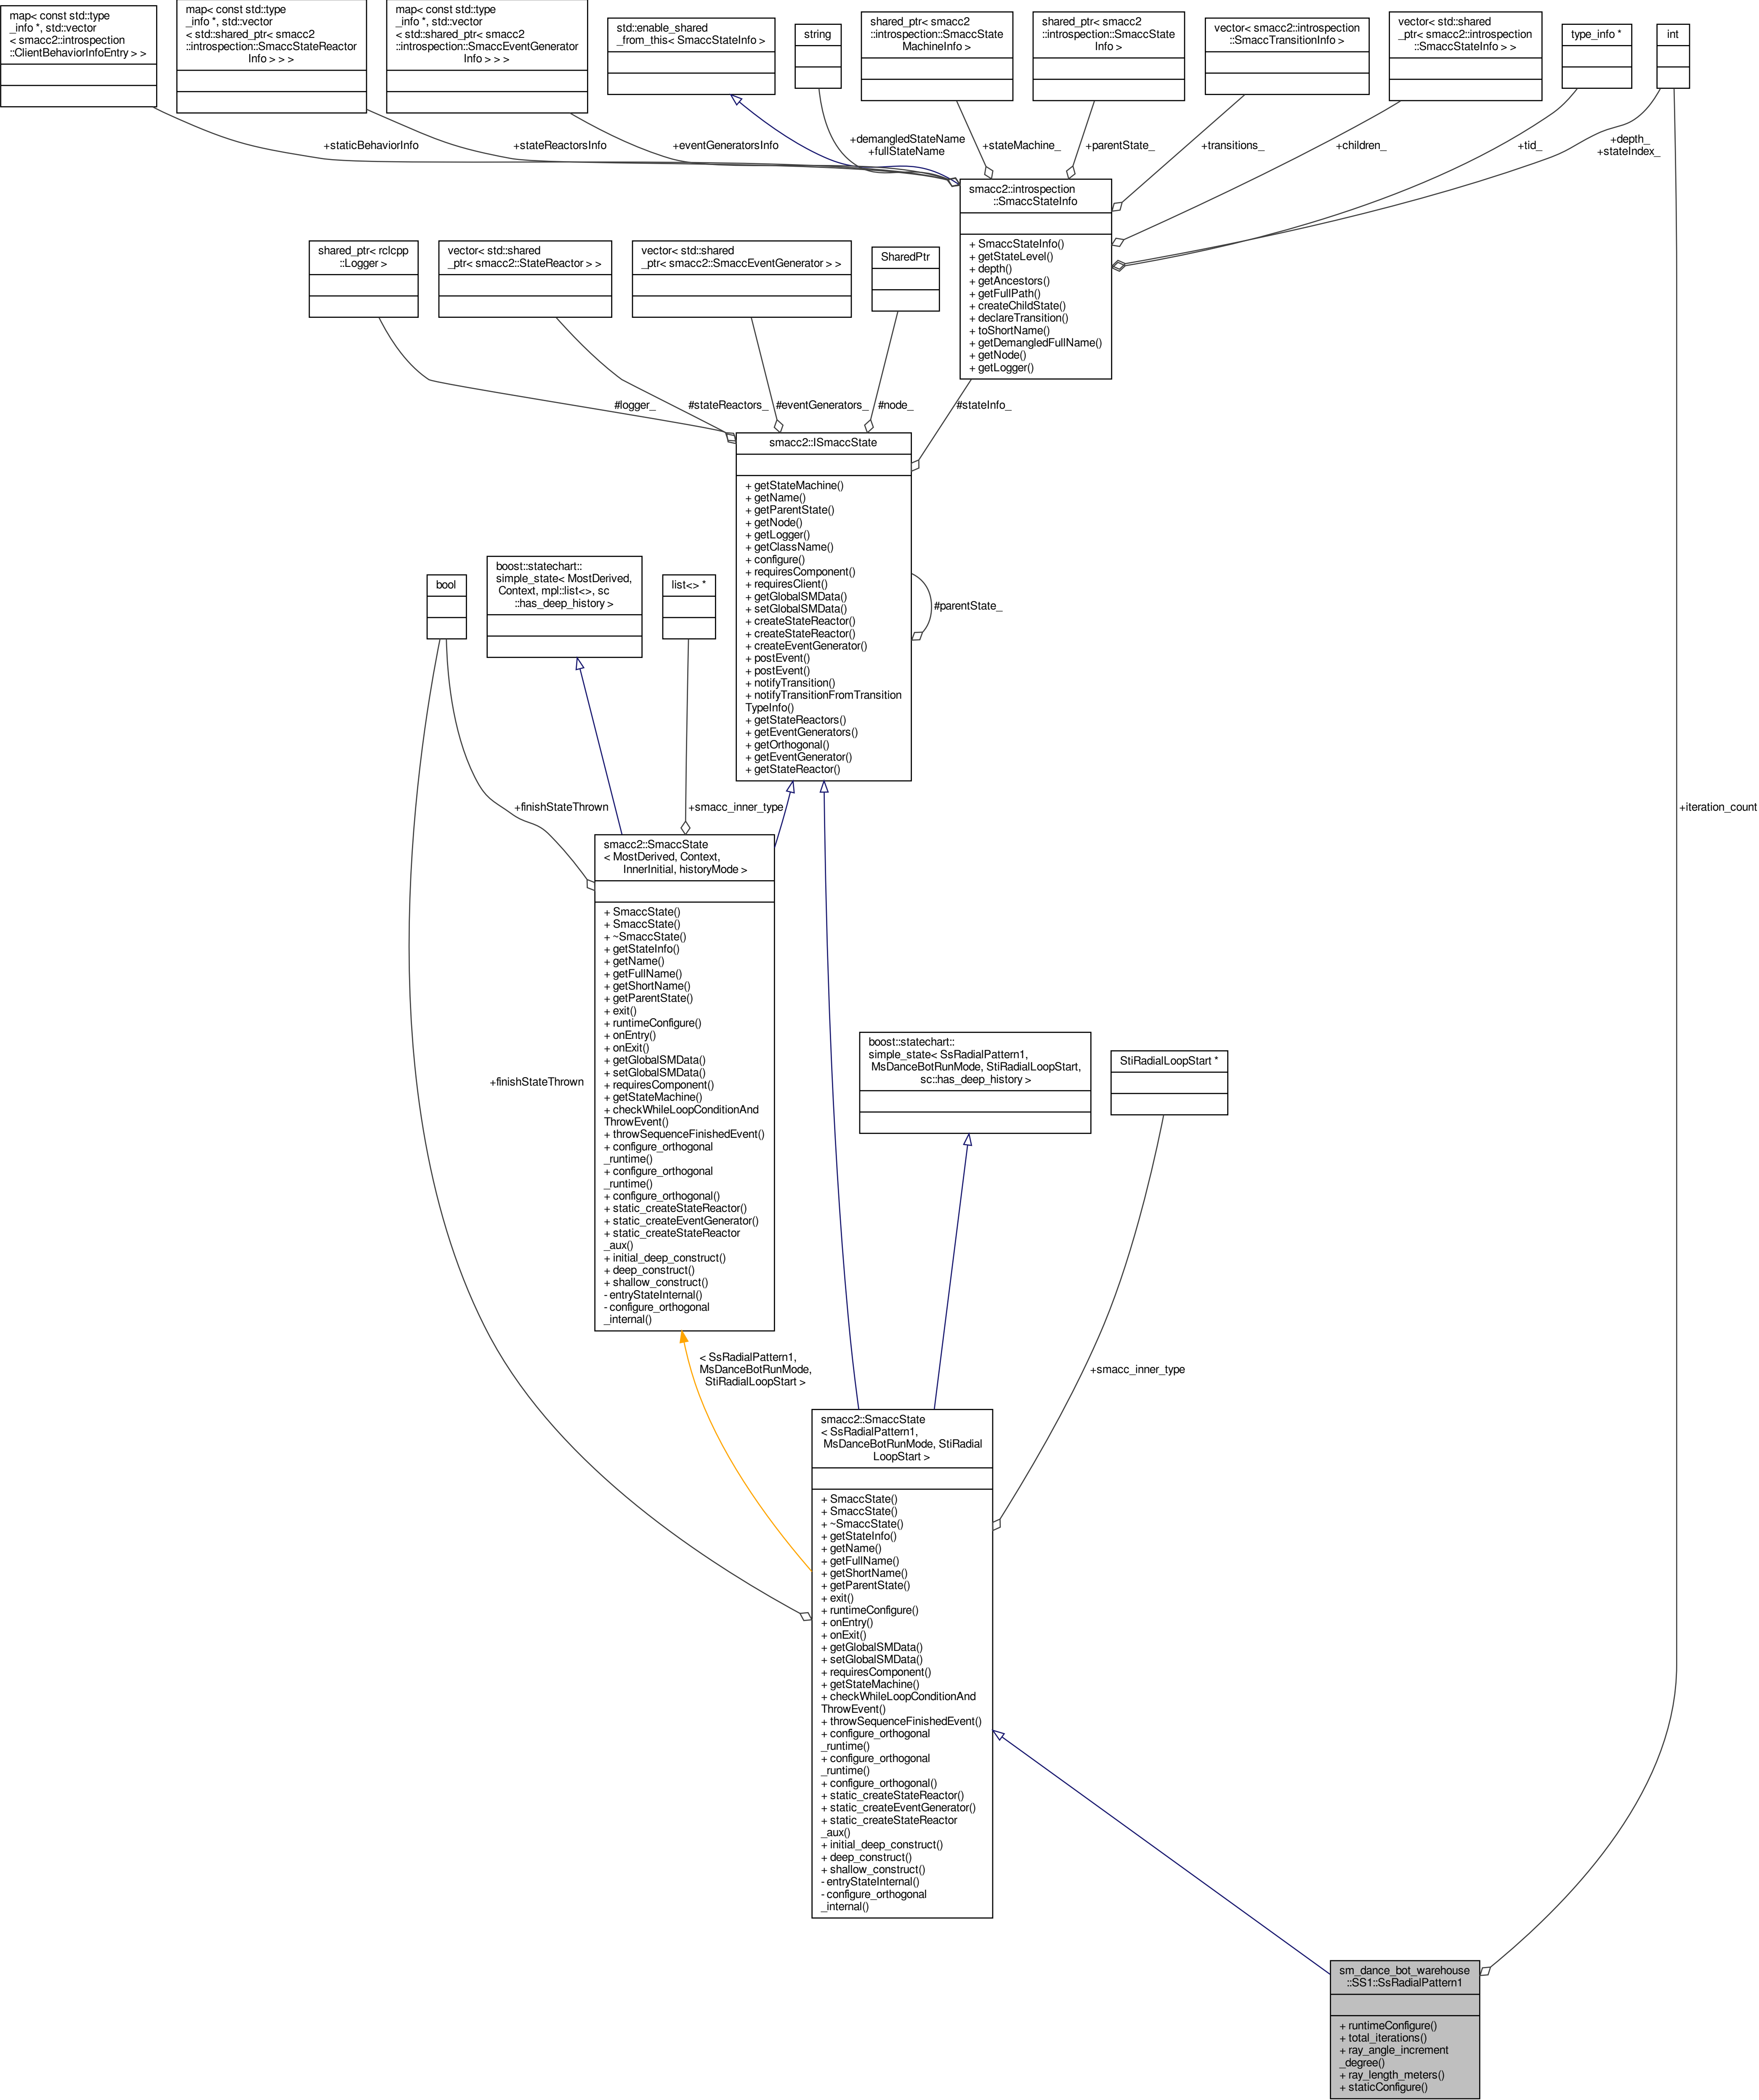 map< const std::type
_info *, std::vector
< smacc2::introspection
::ClientBehaviorInfoEntry > >
map< const std::type
_info *, std::vector
< std::shared_ptr< smacc2
::introspection::SmaccStateReactor
Info > > >
map< const std::type
_info *, std::vector
< std::shared_ptr< smacc2
::introspection::SmaccEventGenerator
Info > > >
std::enable_shared
_from_this< SmaccStateInfo >
string
shared_ptr< smacc2
::introspection::SmaccState
MachineInfo >
shared_ptr< smacc2
::introspection::SmaccState
Info >
vector< smacc2::introspection
::SmaccTransitionInfo >
vector< std::shared
_ptr< smacc2::introspection
::SmaccStateInfo > >
type_info *
int
+staticBehaviorInfo
+stateReactorsInfo
+eventGeneratorsInfo
+demangledStateName
+fullStateName
+stateMachine_
+parentState_
+transitions_
+children_
+tid_
+depth_
+stateIndex_
smacc2::introspection
::SmaccStateInfo
+ SmaccStateInfo()
+ getStateLevel()
+ depth()
+ getAncestors()
+ getFullPath()
+ createChildState()
+ declareTransition()
+ toShortName()
+ getDemangledFullName()
+ getNode()
+ getLogger()
shared_ptr< rclcpp
::Logger >
vector< std::shared
_ptr< smacc2::StateReactor > >
vector< std::shared
_ptr< smacc2::SmaccEventGenerator > >
SharedPtr
#logger_
#stateReactors_
#eventGenerators_
#node_
#stateInfo_
smacc2::ISmaccState
+ getStateMachine()
+ getName()
+ getParentState()
+ getNode()
+ getLogger()
+ getClassName()
+ configure()
+ requiresComponent()
+ requiresClient()
+ getGlobalSMData()
+ setGlobalSMData()
+ createStateReactor()
+ createStateReactor()
+ createEventGenerator()
+ postEvent()
+ postEvent()
+ notifyTransition()
+ notifyTransitionFromTransition
TypeInfo()
+ getStateReactors()
+ getEventGenerators()
+ getOrthogonal()
+ getEventGenerator()
+ getStateReactor()
#parentState_
bool
boost::statechart::
simple_state< MostDerived,
Context, mpl::list<>, sc
::has_deep_history >
list<> *
+finishStateThrown
+smacc_inner_type
+iteration_count
smacc2::SmaccState
< MostDerived, Context,
InnerInitial, historyMode >
+ SmaccState()
+ SmaccState()
+ ~SmaccState()
+ getStateInfo()
+ getName()
+ getFullName()
+ getShortName()
+ getParentState()
+ exit()
+ runtimeConfigure()
+ onEntry()
+ onExit()
+ getGlobalSMData()
+ setGlobalSMData()
+ requiresComponent()
+ getStateMachine()
+ checkWhileLoopConditionAnd
ThrowEvent()
+ throwSequenceFinishedEvent()
+ configure_orthogonal
_runtime()
+ configure_orthogonal
_runtime()
+ configure_orthogonal()
+ static_createStateReactor()
+ static_createEventGenerator()
+ static_createStateReactor
_aux()
+ initial_deep_construct()
+ deep_construct()
+ shallow_construct()
- entryStateInternal()
- configure_orthogonal
_internal()
+finishStateThrown
boost::statechart::
simple_state< SsRadialPattern1,
MsDanceBotRunMode, StiRadialLoopStart,
sc::has_deep_history >
StiRadialLoopStart *
< SsRadialPattern1,
MsDanceBotRunMode,
StiRadialLoopStart >
+smacc_inner_type
smacc2::SmaccState
< SsRadialPattern1,
MsDanceBotRunMode, StiRadial
LoopStart >
+ SmaccState()
+ SmaccState()
+ ~SmaccState()
+ getStateInfo()
+ getName()
+ getFullName()
+ getShortName()
+ getParentState()
+ exit()
+ runtimeConfigure()
+ onEntry()
+ onExit()
+ getGlobalSMData()
+ setGlobalSMData()
+ requiresComponent()
+ getStateMachine()
+ checkWhileLoopConditionAnd
ThrowEvent()
+ throwSequenceFinishedEvent()
+ configure_orthogonal
_runtime()
+ configure_orthogonal
_runtime()
+ configure_orthogonal()
+ static_createStateReactor()
+ static_createEventGenerator()
+ static_createStateReactor
_aux()
+ initial_deep_construct()
+ deep_construct()
+ shallow_construct()
- entryStateInternal()
- configure_orthogonal
_internal()
sm_dance_bot_warehouse
::SS1::SsRadialPattern1
+ runtimeConfigure()
+ total_iterations()
+ ray_angle_increment
_degree()
+ ray_length_meters()
+ staticConfigure()